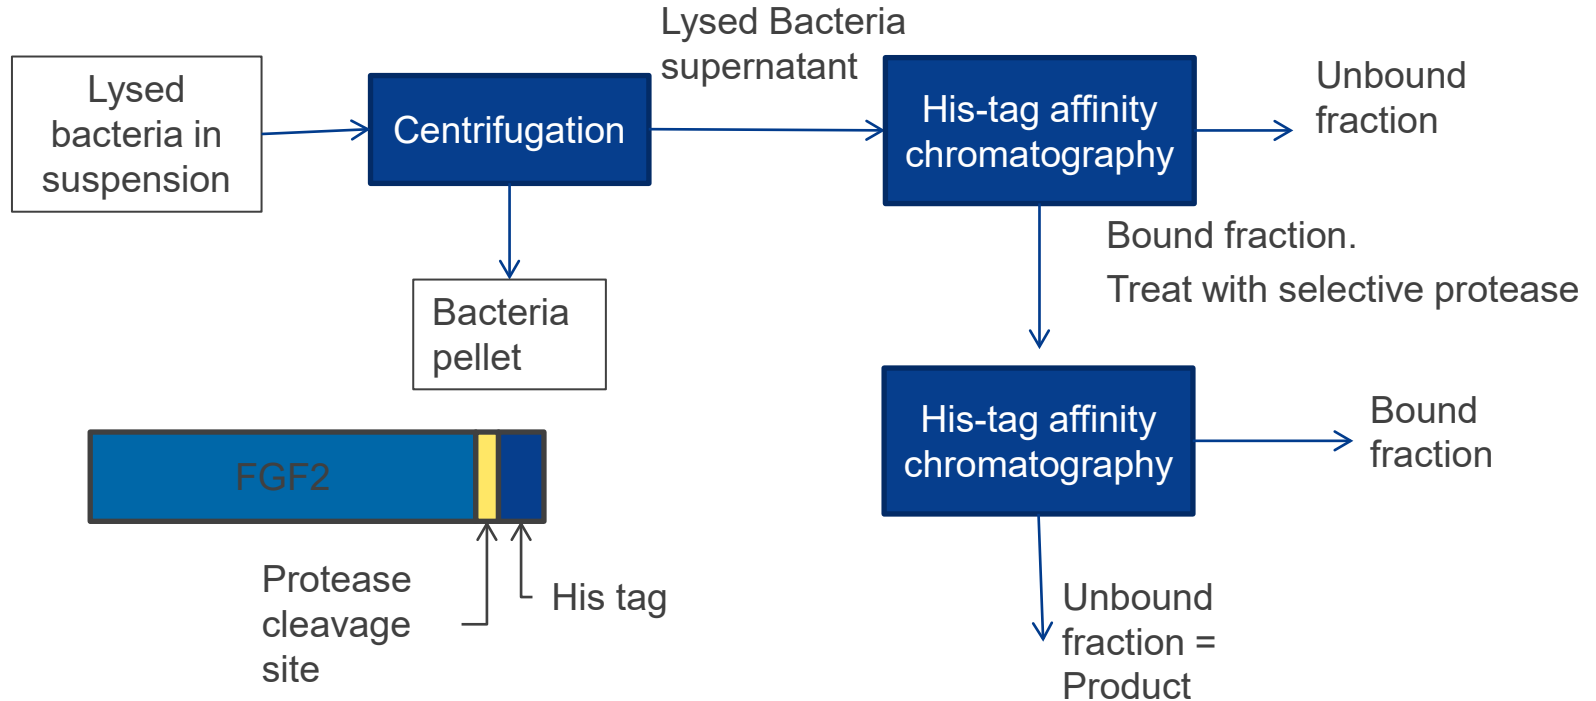 Lysed
bacteria in
suspension
Centrifugation
Lysed Bacteria
supernatant
His-tag affinity
chromatography
Unbound
fraction
Bacteria
pellet
Bound fraction.
Treat with selective protease
His-tag affinity
chromatography
Bound
fraction
Unbound
fraction =
Product
FGF2
Protease
cleavage
site
His tag